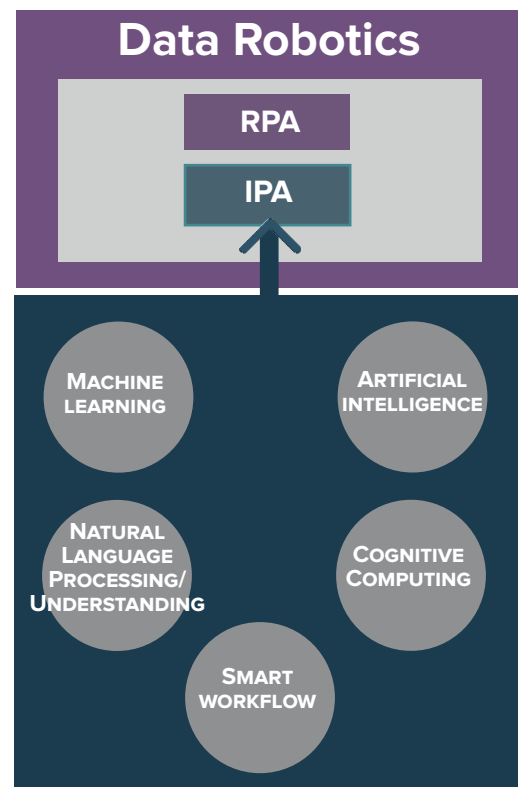 Data Robotics
RPA
IPA
MACHINE
LEARNING
ARTIFICIAL
INTELLIGENCE
NATURAL
LANGUAGE
PROCESSING/
UNDERSTANDING
COGNITIVE
COMPUTING
SMART
WORKFLOW